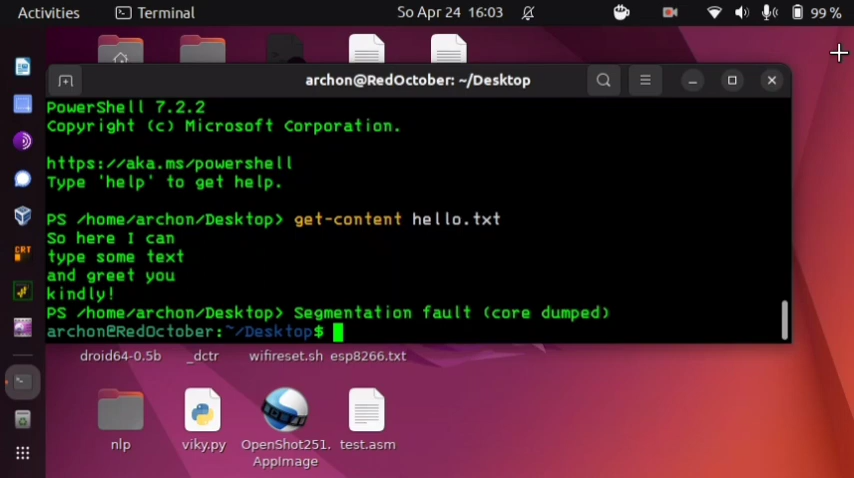 Activities
Terminal
So Apr 24 16:03
99 %
archon@RedOctober: ~/Desktop
PowerShell 7.2.2
Copyright (c) Microsoft Corporation.
https://aka.ms/powershell
Type 'help' to get help.
PS /home/archon/Desktop> get-content hello.txt
So here I can
type some text
and greet you
kindly!
PS /home/archon/Desktop> Segmentation fault (core dumped)
archon@RedOctober:~/Desktop$
droid64-0.5b
_dctr
wifireset.sh
esp8266.txt
CRT
nlp
viky.py
OpenShot251.
AppImage
test.asm